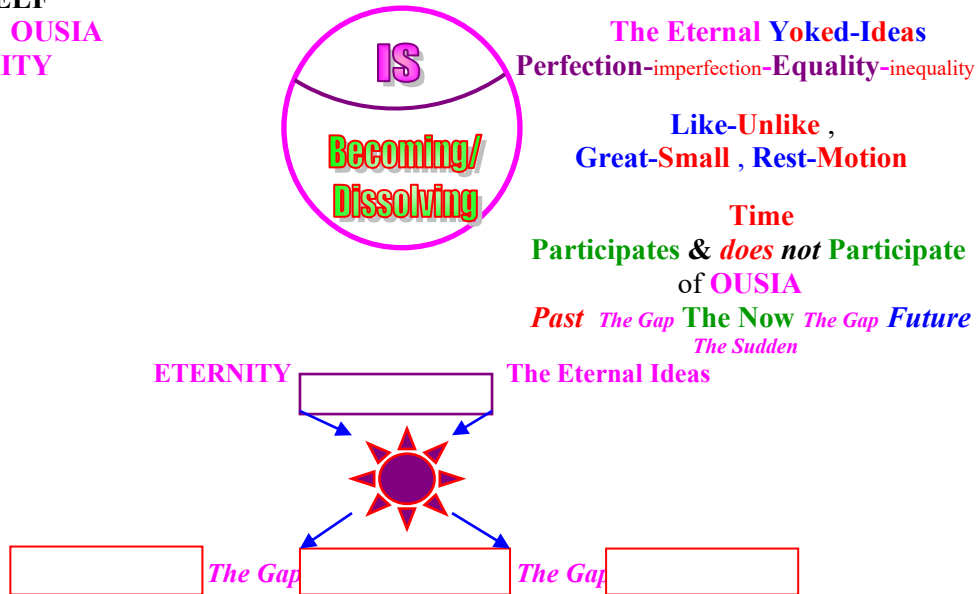 ELF
OUSIA
ITY
IS
Becoming/
Dissolving
The Eternal Yoked-Ideas
Perfection-imperfection-Equality-inequality
Like-Unlike ,
Great-Small , Rest-Motion
Time
Participates & does not Participate
of OUSIA
Past The Gap The Now The Gap Future
The Sudden
ETERNITY
The Eternal Ideas
The Gap
The Gap